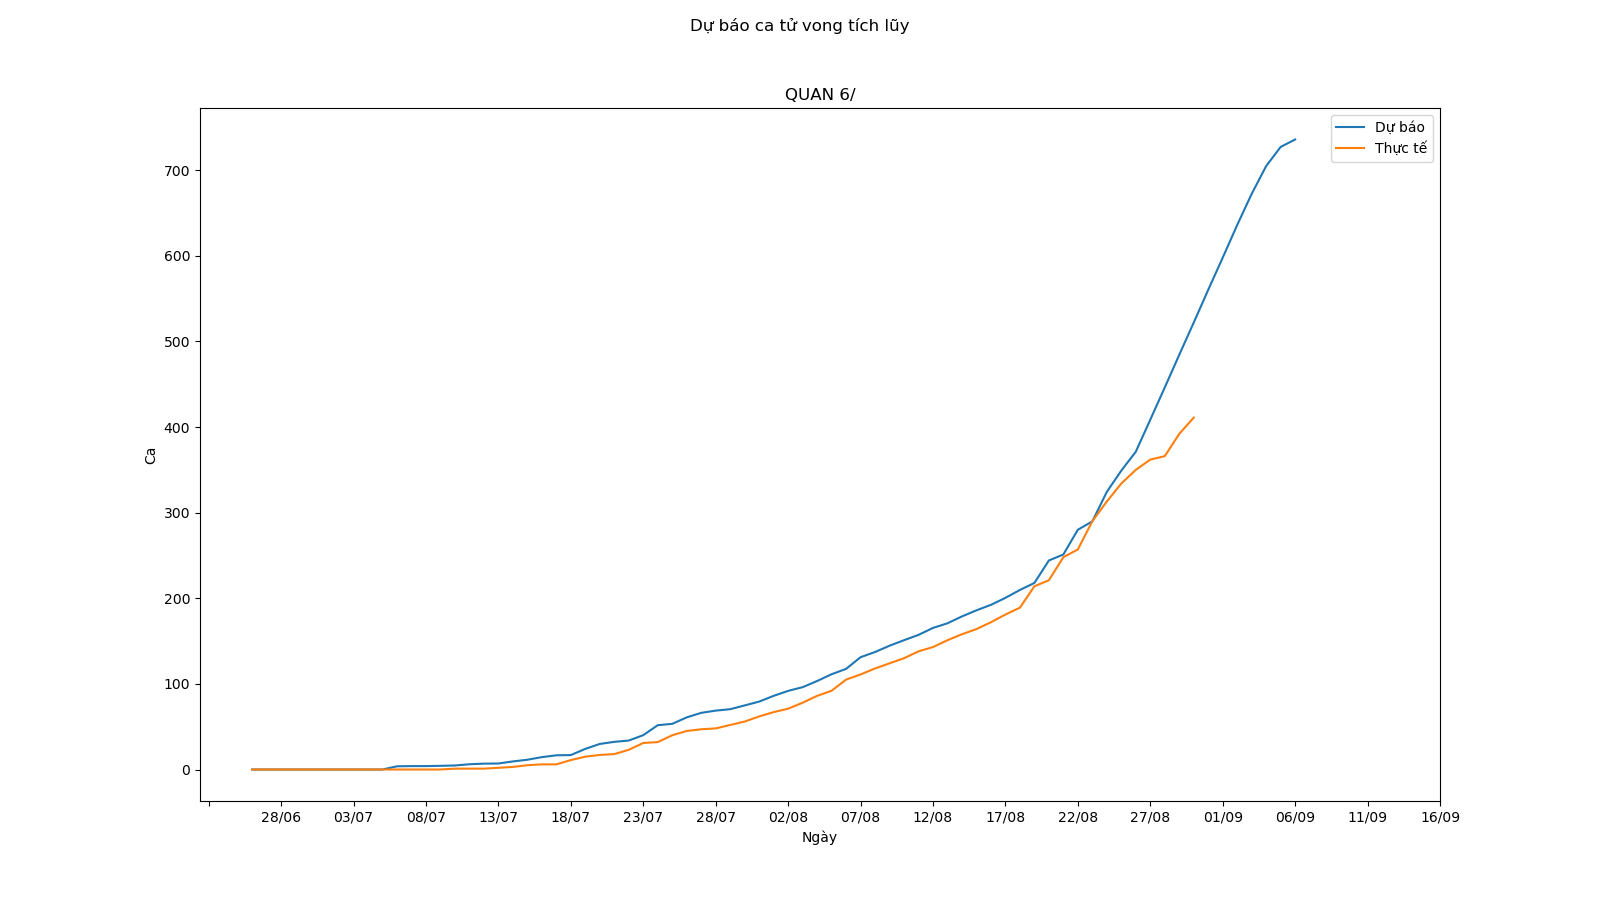 Dự báo ca tử vong tích lũy
QUAN 6/
Dự báo
Thực tế
700
600
500
400
300
200
100
0
Ca
28/06 03/07 08/07 13/07 18/07 23/07 28/07 02/08 07/08 12/08 17/08 22/08 27/08 01/09 06/09 11/09 16/09
Ngày